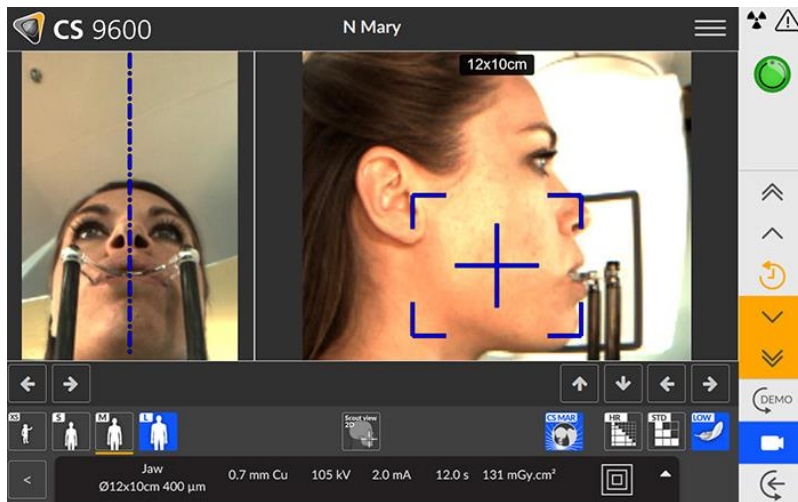 CS 9600
N Mary
12x10cm
DEMO
XS
S
M
L
Scout view
2D
CS MAR
HR
STD
LOW
<
Jaw
Ø12x10cm 400 µm
0.7 mm Cu
105 kV
2.0 mA
12.0 s
131 mGy.cm²